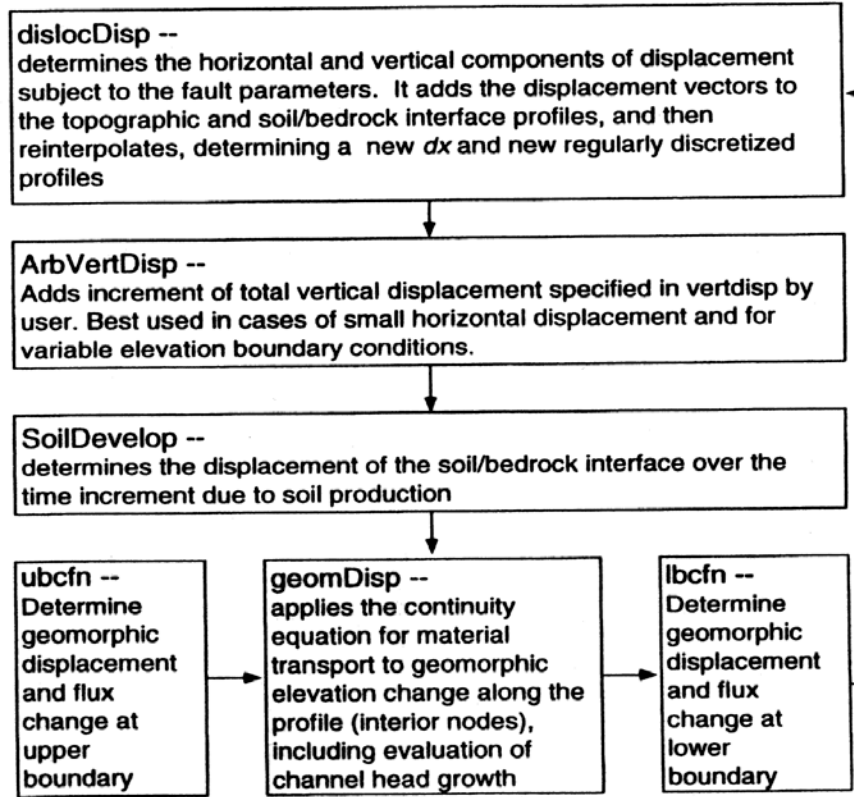 dislocDisp --
determines the horizontal and vertical components of displacement
subject to the fault parameters. It adds the displacement vectors to
the topographic and soil/bedrock interface profiles, and then
reinterpolates, determining a new dx and new regularly discretized
profiles
ArbVertDisp --
Adds increment of total vertical displacement specified in vertdisp by
user. Best used in cases of small horizontal displacement and for
variable elevation boundary conditions.
SoilDevelop --
determines the displacement of the soil/bedrock interface over the
time increment due to soil production
ubcfn --
Determine
geomorphic
displacement
and flux
change at
upper
boundary
geomDisp --
applies the continuity
equation for material
transport to geomorphic
elevation change along the
profile (interior nodes),
including evaluation of
channel head growth
lbcfn --
Determine
geomorphic
displacement
and flux
change at
lower
boundary